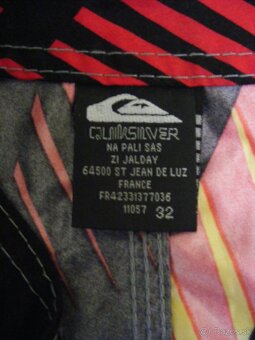 QUIKSILVER
NA PALI SAS
ZI JALDAY
64500 ST JEAN DE LUZ
FRANCE
FR42331377036
11057 32